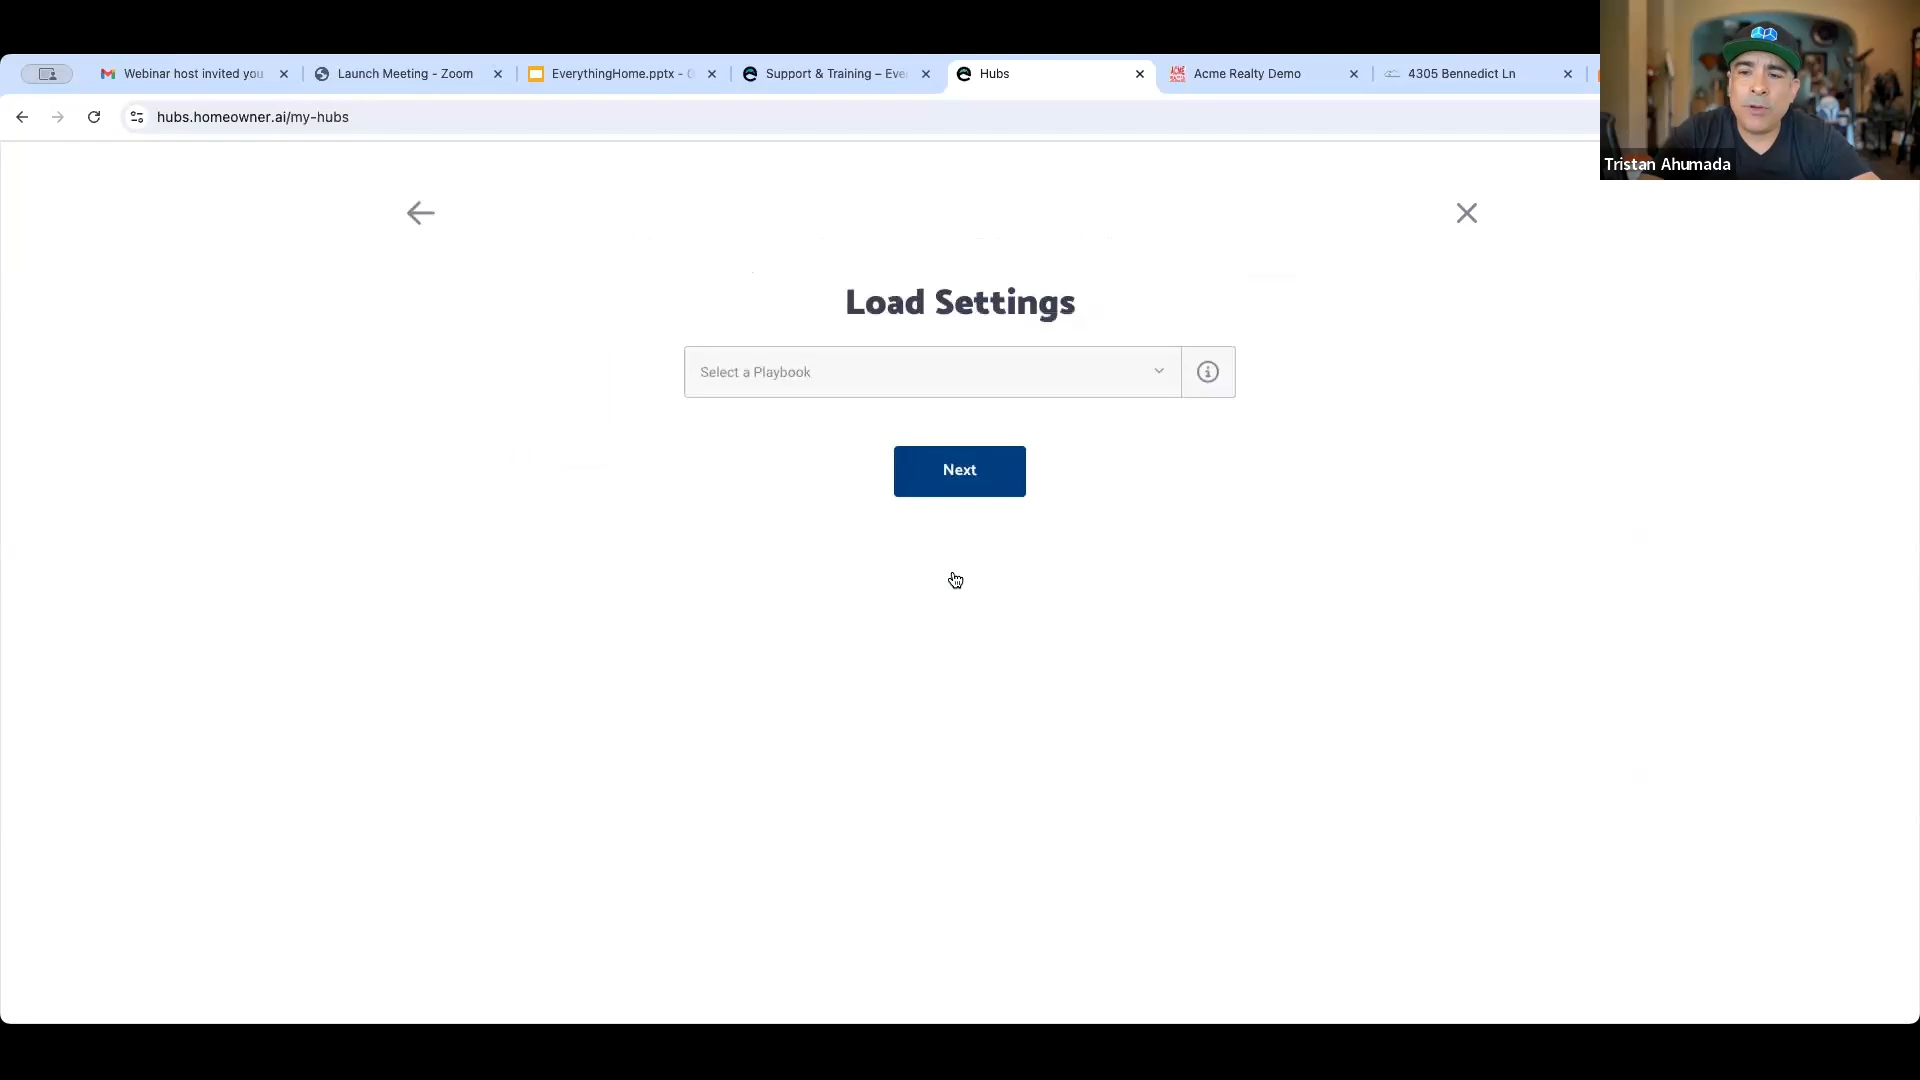 Webinar host invited you
Launch Meeting - Zoom
EverythingHome.pptx -
Support & Training – Eve
Hubs
Acme Realty Demo
4305 Bennedict Ln
hubs.homeowner.ai/my-hubs
Tristan Ahumada
Load Settings
Select a Playbook
Next